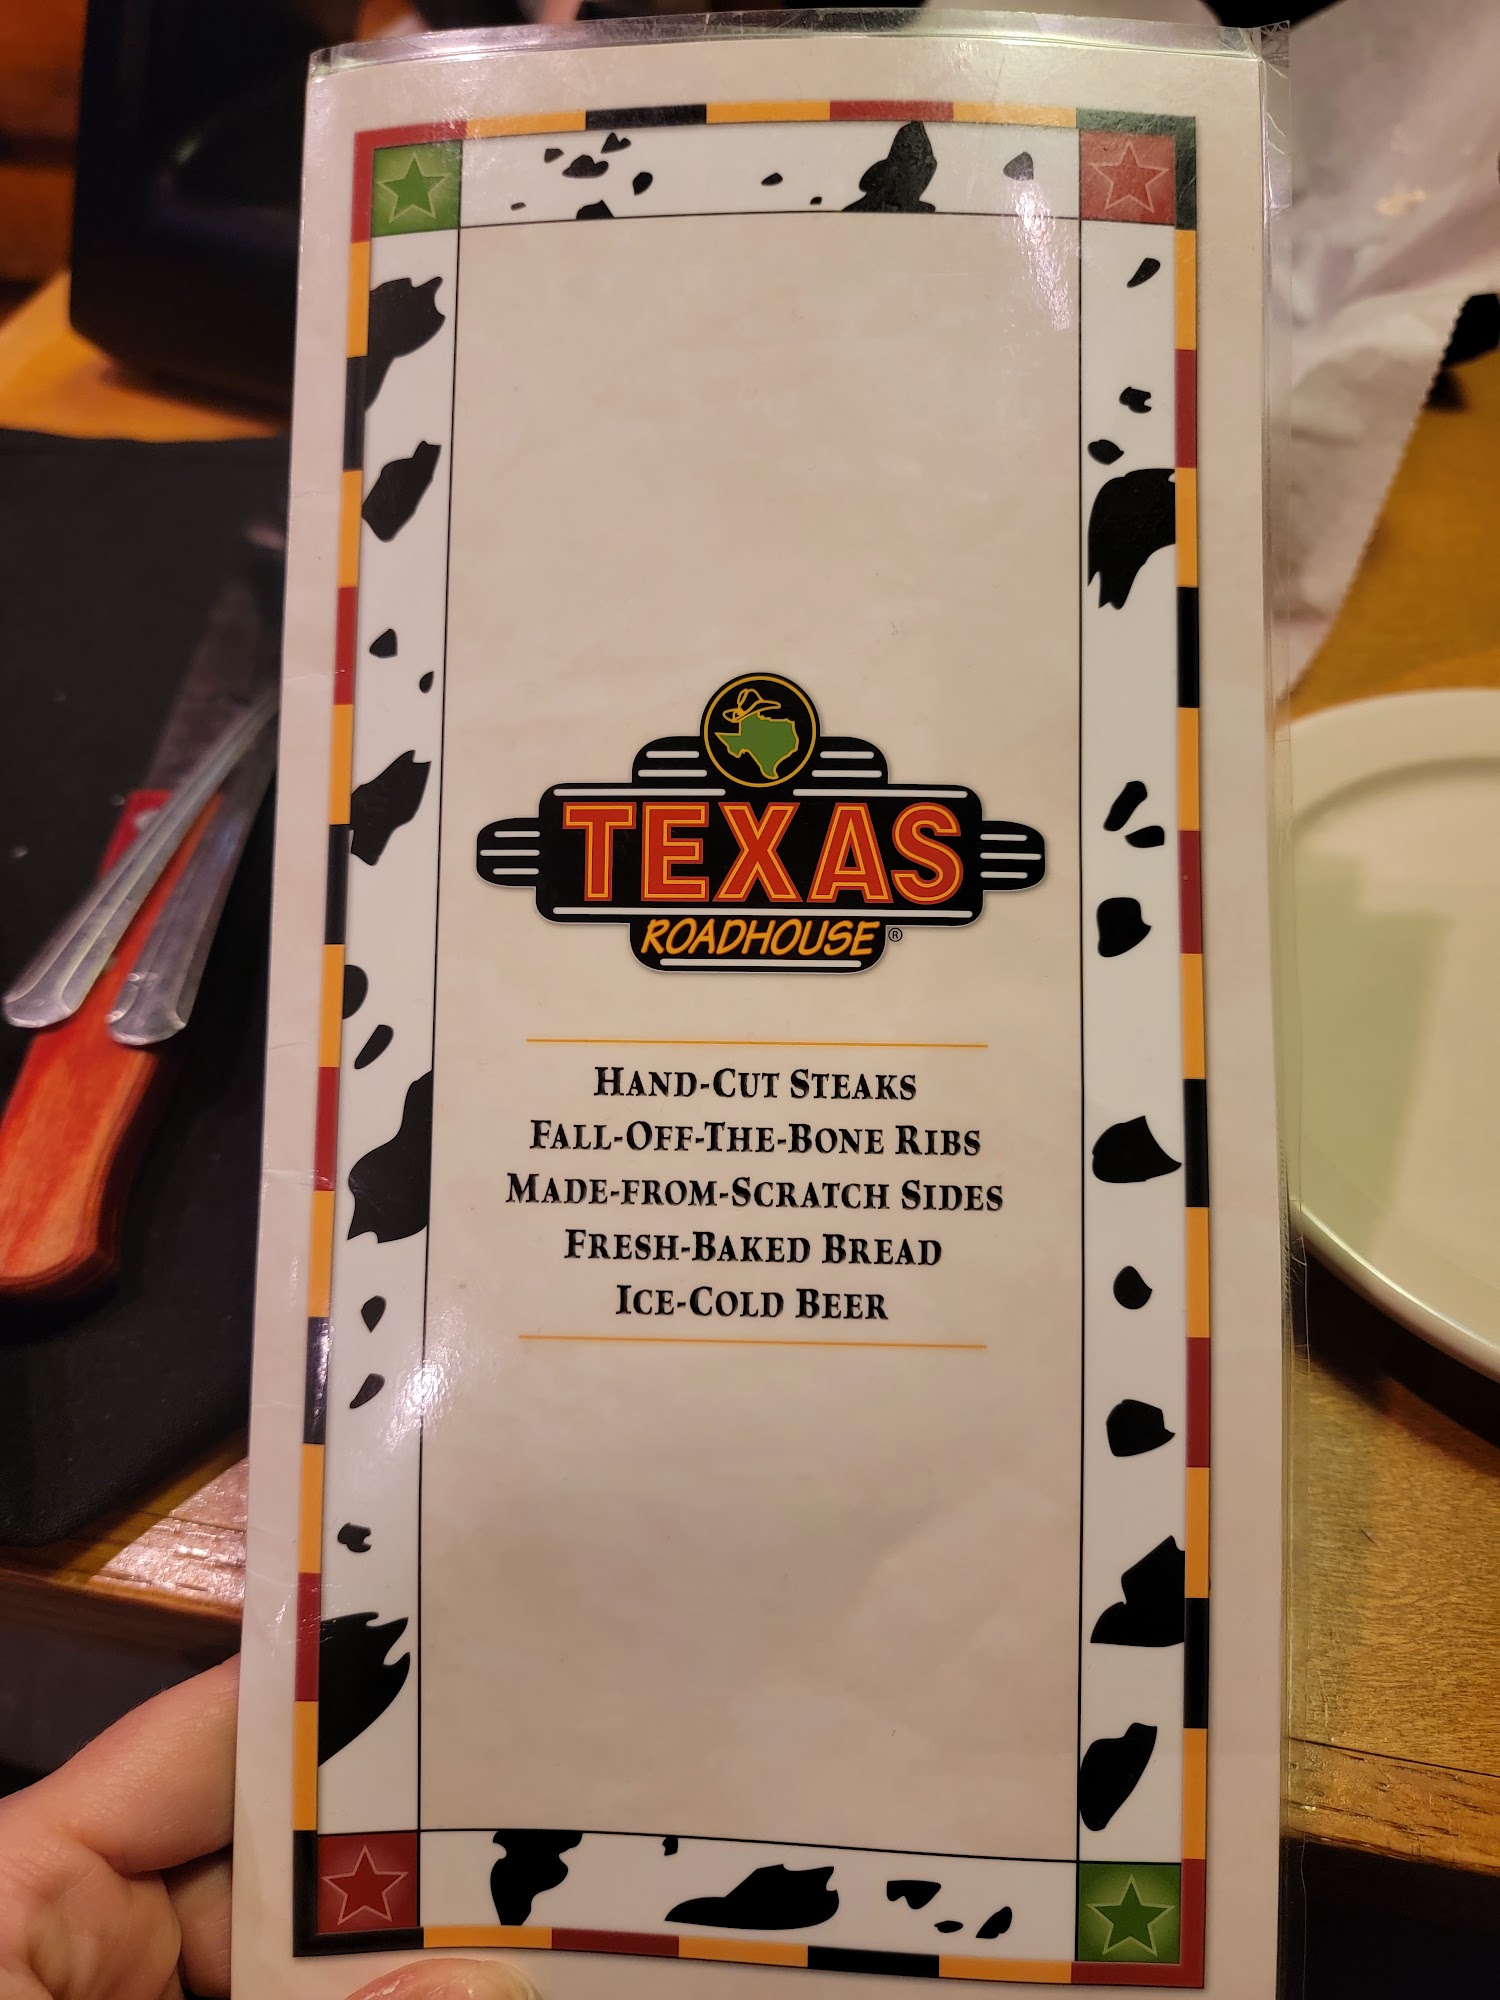 TEXAS
ROADHOUSE®
HAND-CUT STEAKS
FALL-OFF-THE-BONE RIBS
MADE-FROM-SCRATCH SIDES
FRESH-BAKED BREAD
ICE-COLD BEER